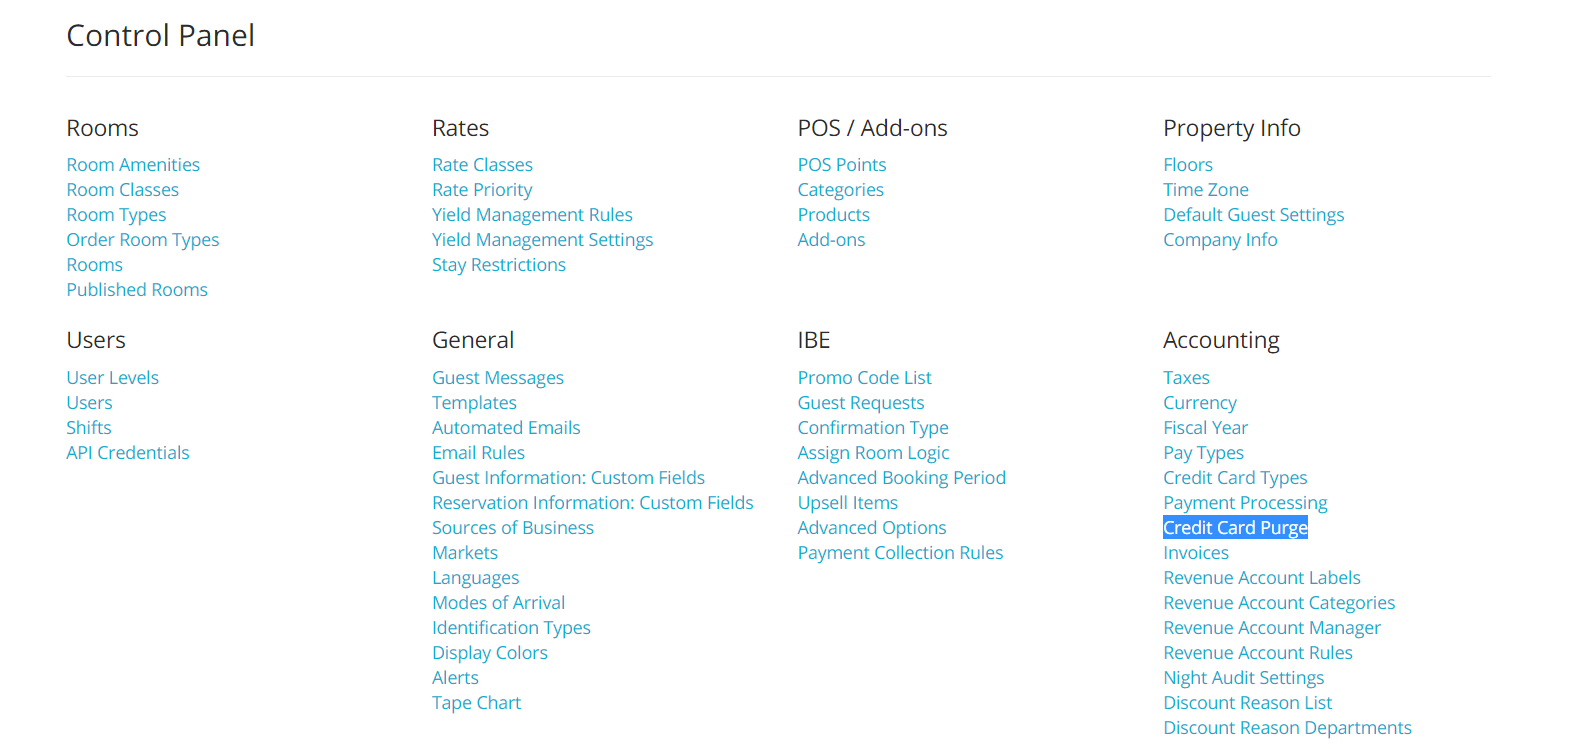 Control Panel
Rooms
Room Amenities
Room Classes
Room Types
Order Room Types
Rooms
Published Rooms
Rates
Rate Classes
Rate Priority
Yield Management Rules
Yield Management Settings
Stay Restrictions
POS / Add-ons
POS Points
Categories
Products
Add-ons
Property Info
Floors
Time Zone
Default Guest Settings
Company Info
Users
User Levels
Users
Shifts
API Credentials
General
Guest Messages
Templates
Automated Emails
Email Rules
Guest Information: Custom Fields
Reservation Information: Custom Fields
Sources of Business
Markets
Languages
Modes of Arrival
Identification Types
Display Colors
Alerts
Tape Chart
IBE
Promo Code List
Guest Requests
Confirmation Type
Assign Room Logic
Advanced Booking Period
Upsell Items
Advanced Options
Payment Collection Rules
Accounting
Taxes
Currency
Fiscal Year
Pay Types
Credit Card Types
Payment Processing
Credit Card Purge
Invoices
Revenue Account Labels
Revenue Account Categories
Revenue Account Manager
Revenue Account Rules
Night Audit Settings
Discount Reason List
Discount Reason Departments